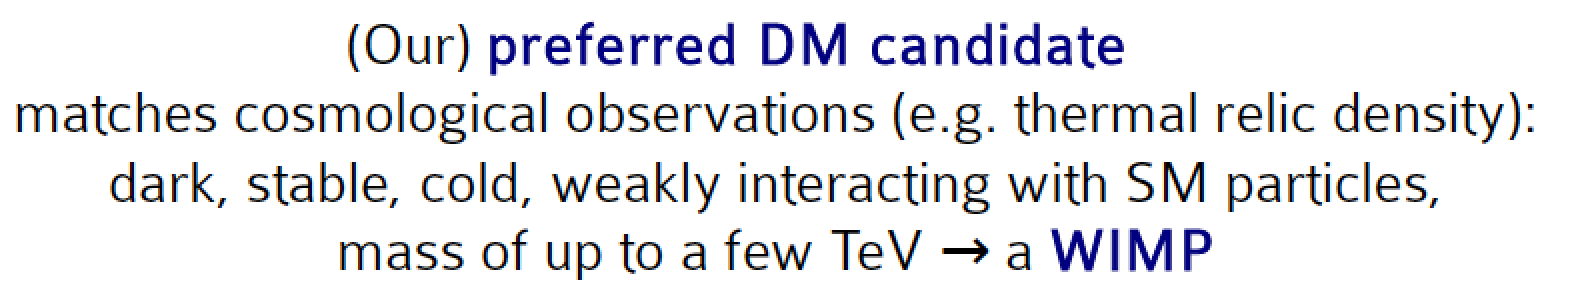 (Our) preferred DM candidate
matches cosmological observations (e.g. thermal relic density):
dark, stable, cold, weakly interacting with SM particles,
mass of up to a few TeV → a WIMP